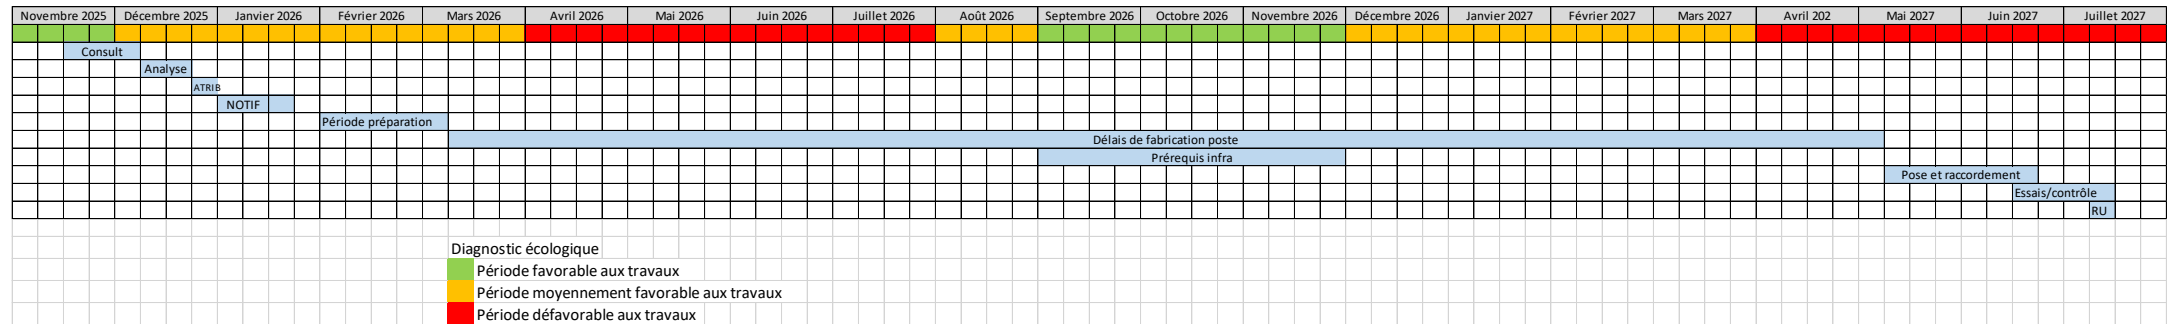 Novembre 2025 Décembre 2025 Janvier 2026 Février 2026 Mars 2026 Avril 2026 Mai 2026 Juin 2026 Juillet 2026 Août 2026 Septembre 2026 Octobre 2026 Novembre 2026 Décembre 2026 Janvier 2027 Février 2027 Mars 2027 Avril 202 Mai 2027 Juin 2027 Juillet 2027
Consult
Analyse
ATRIB
NOTIF
Période préparation
Délais de fabrication poste
Prérequis infra
Pose et raccordement
Essais/contrôle
RU
Diagnostic écologique
Période favorable aux travaux
Période moyennement favorable aux travaux
Période défavorable aux travaux